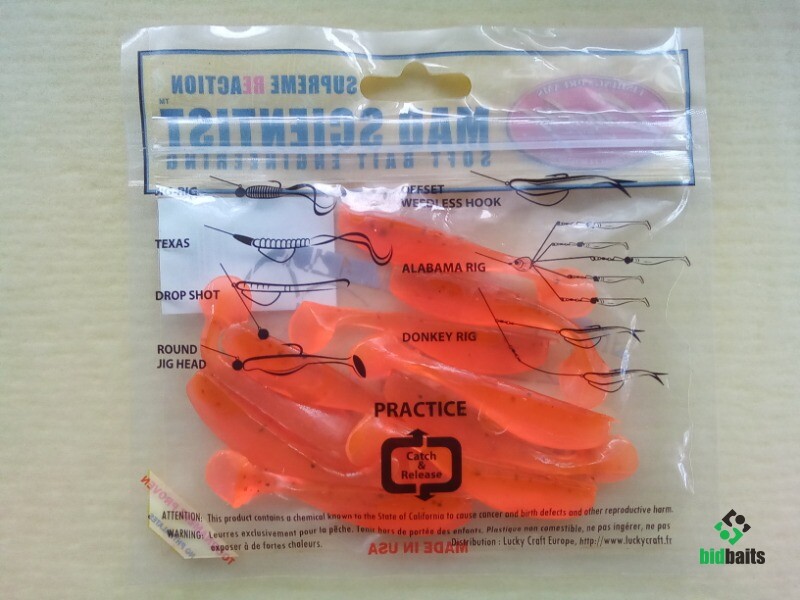 SUPREME REACTION
MAD SCIENTIST™
SOFT BAIT ENGINEERING
JIG RIG
OFFSET
WEEDLESS HOOK
TEXAS
ALABAMA RIG
DROP SHOT
DONKEY RIG
ROUND
JIG HEAD
PRACTICE
Catch
&
Release
ATTENTION: This product contains a chemical known to the State of California to cause cancer and birth defects and other reproductive harm.
WARNING: Leurres exclusivement pour la pêche. Tenir hors de portée des enfants. Plastique non comestible, ne pas ingérer, ne pas
exposer à de fortes chaleurs.
Distribution : Lucky Craft Europe, http://www.luckycraft.fr
MADE IN USA
bidbaits